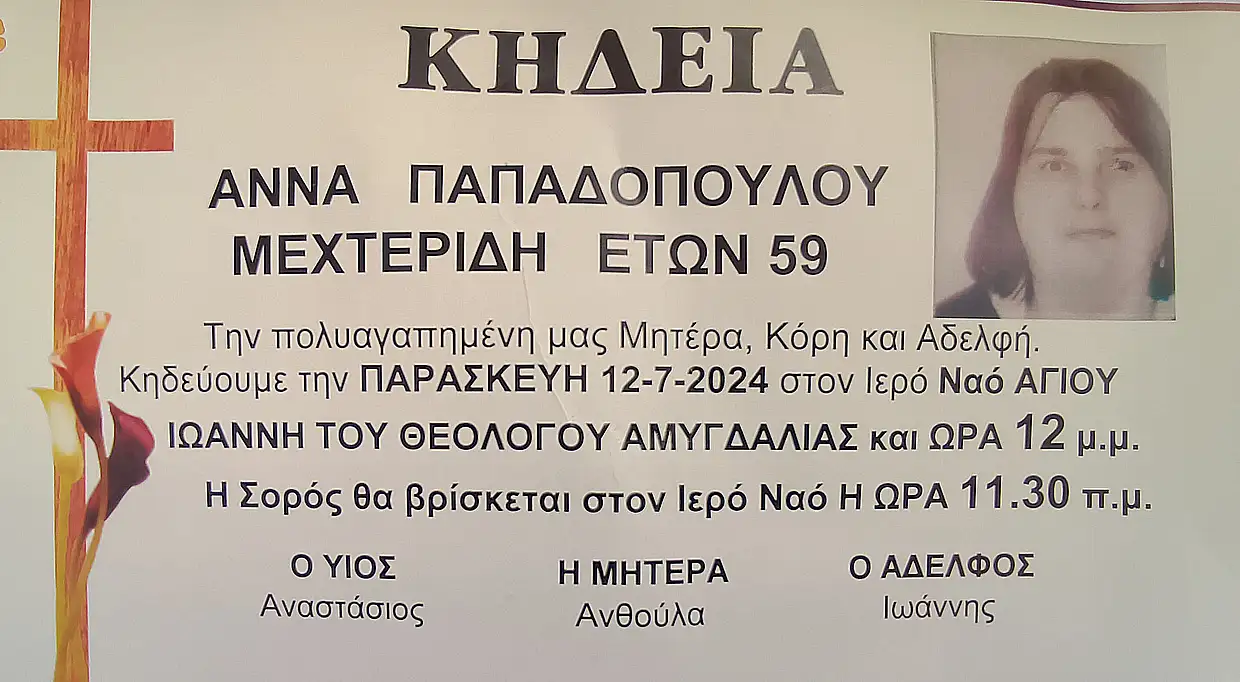 ΚΗΔΕΙΑ
ΑΝΝΑ ΠΑΠΑΔΟΠΟΥΛΟΥ
ΜΕΧΤΕΡΙΔΗ ΕΤΩΝ 59
Την πολυαγαπημένη μας Μητέρα, Κόρη και Αδελφή.
Κηδεύουμε την ΠΑΡΑΣΚΕΥΗ 12-7-2024 στον Ιερό Ναό ΑΓΙΟΥ
ΙΩΑΝΝΗ ΤΟΥ ΘΕΟΛΟΓΟΥ ΑΜΥΓΔΑΛΙΑΣ και ΩΡΑ 12 μ.μ.
Η Σορός θα βρίσκεται στον Ιερό Ναό Η ΩΡΑ 11.30 π.μ.
Ο ΥΙΟΣ Η ΜΗΤΕΡΑ Ο ΑΔΕΛΦΟΣ
Αναστάσιος Ανθούλα Ιωάννης